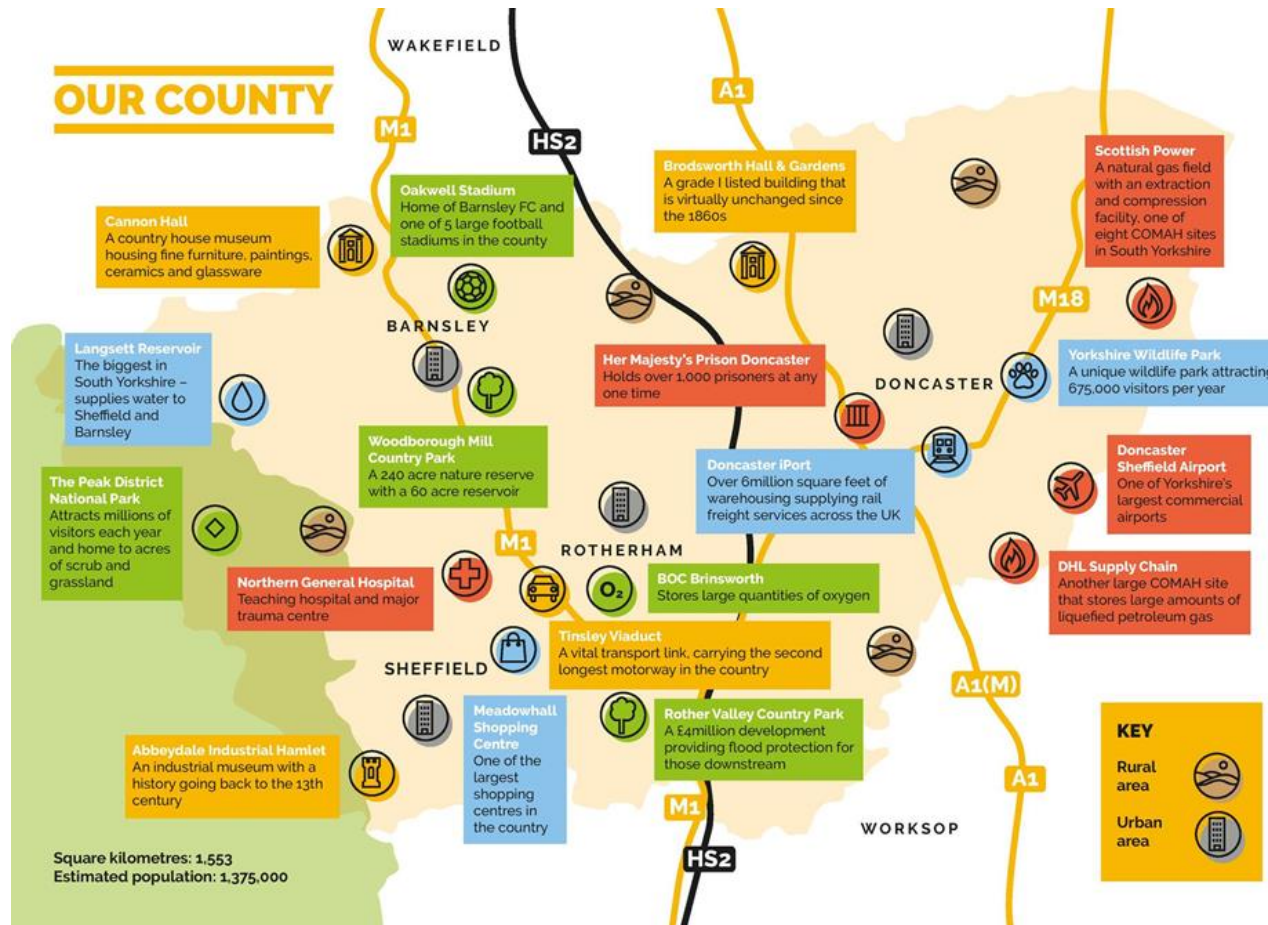 WAKEFIELD
OUR COUNTY
M1
HS2
A1
Scottish Power
A natural gas field
with an extraction
and compression
facility, one of
eight COMAH sites
in South Yorkshire
Brodsworth Hall & Gardens
A grade I listed building that
is virtually unchanged since
the 1860s
Oakwell Stadium
Home of Barnsley FC and
one of 5 large football
stadiums in the county
Cannon Hall
A country house museum
housing fine furniture, paintings,
ceramics and glassware
M18
BARNSLEY
Langsett Reservoir
The biggest in
South Yorkshire –
supplies water to
Sheffield and
Barnsley
Her Majesty's Prison Doncaster
Holds over 1,000 prisoners at any
one time
DONCASTER
Yorkshire Wildlife Park
A unique wildlife park attracting
675,000 visitors per year
Woodborough Mill
Country Park
A 240 acre nature reserve
with a 60 acre reservoir
Doncaster iPort
Over 6million square feet of
warehousing supplying rail
freight services across the UK
Doncaster
Sheffield Airport
One of Yorkshire's
largest commercial
airports
The Peak District
National Park
Attracts millions of
visitors each year
and home to acres
of scrub and
grassland
M1
ROTHERHAM
Northern General Hospital
Teaching hospital and major
trauma centre
O₂
BOC Brinsworth
Stores large quantities of oxygen
DHL Supply Chain
Another large COMAH site
that stores large amounts of
liquefied petroleum gas
Tinsley Viaduct
A vital transport link, carrying the second
longest motorway in the country
SHEFFIELD
A1(M)
Meadowhall
Shopping
Centre
One of the
largest
shopping
centres in
the country
Rother Valley Country Park
A £4million development
providing flood protection for
those downstream
Abbeydale Industrial Hamlet
An industrial museum with a
history going back to the 13th
century
M1
A1
WORKSOP
HS2
KEY
Rural
area
Urban
area
Square kilometres: 1,553
Estimated population: 1,375,000